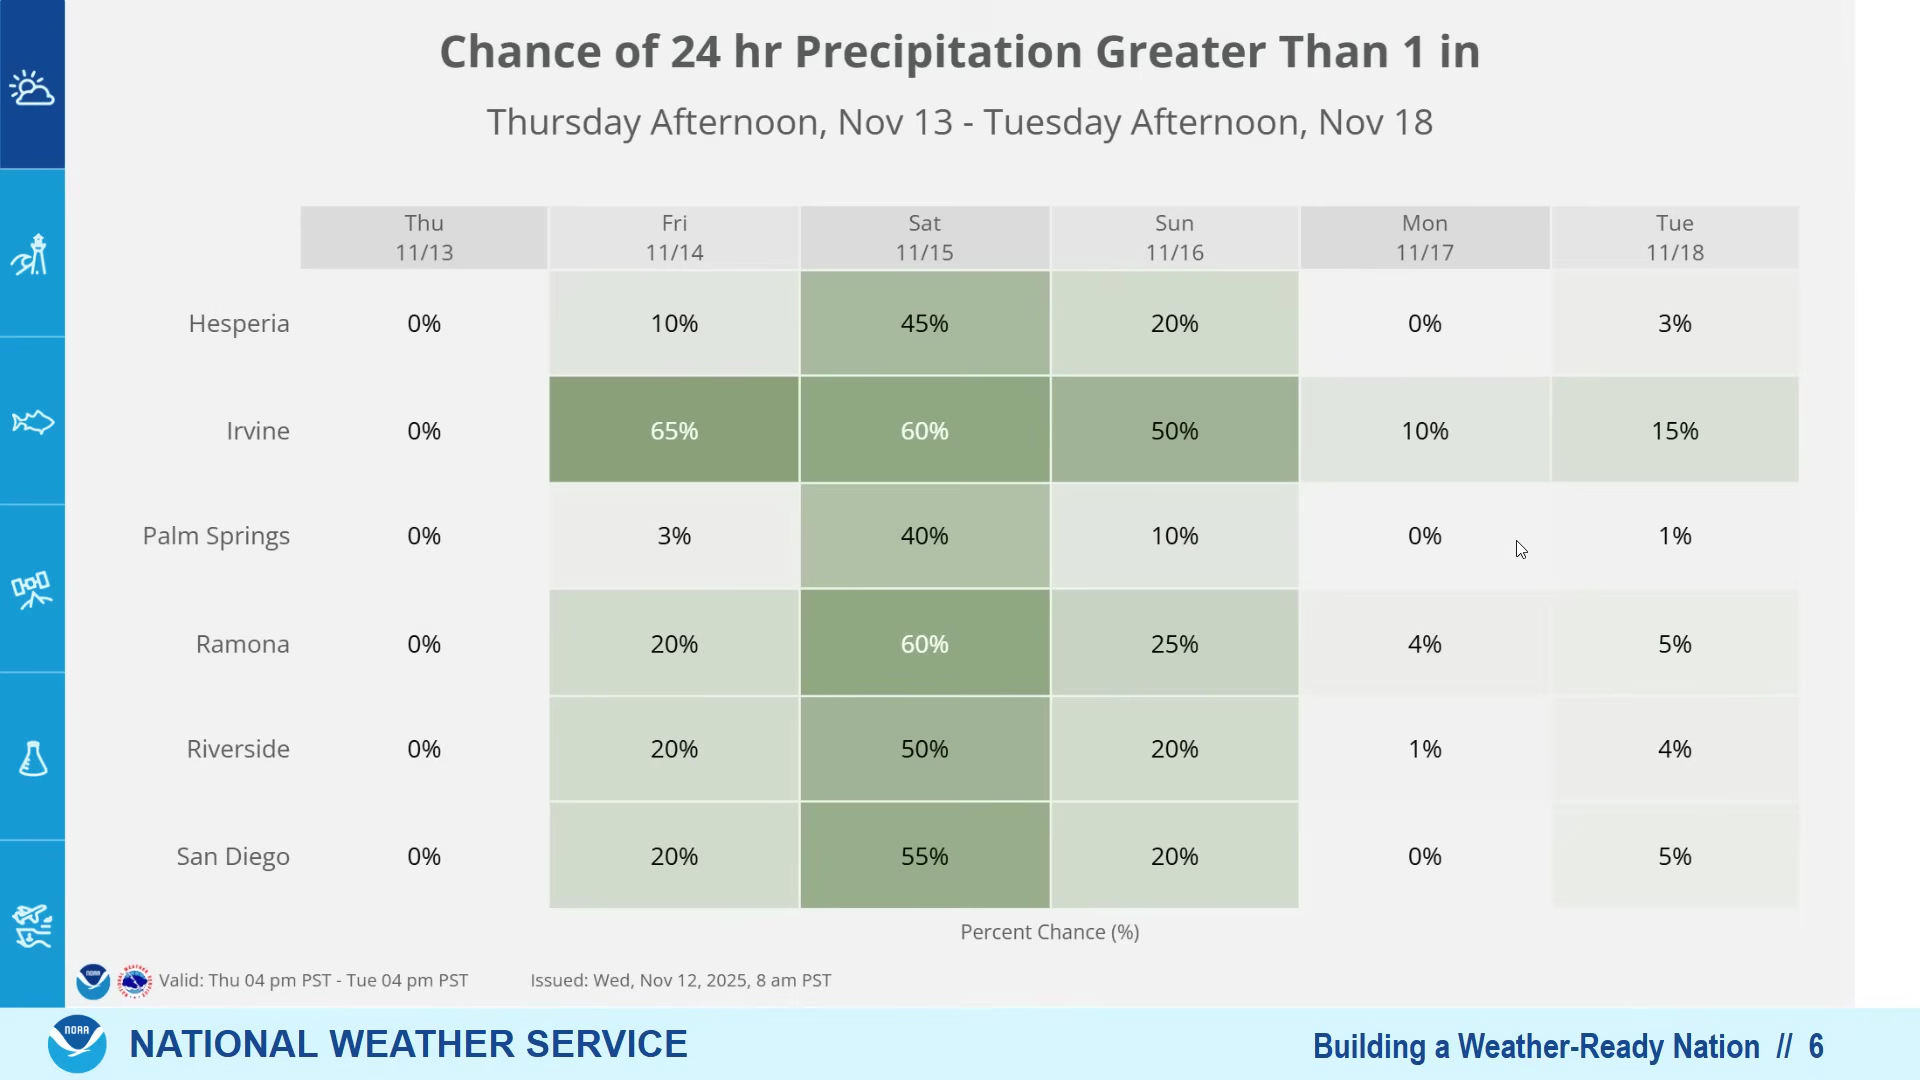 Chance of 24 hr Precipitation Greater Than 1 in
Thursday Afternoon, Nov 13 - Tuesday Afternoon, Nov 18
Thu Fri Sat Sun Mon Tue
11/13 11/14 11/15 11/16 11/17 11/18
Hesperia 0% 10% 45% 20% 0% 3%
Irvine 0% 65% 60% 50% 10% 15%
Palm Springs 0% 3% 40% 10% 0% 1%
Ramona 0% 20% 60% 25% 4% 5%
Riverside 0% 20% 50% 20% 1% 4%
San Diego 0% 20% 55% 20% 0% 5%
Percent Chance (%)
Valid: Thu 04 pm PST - Tue 04 pm PST Issued: Wed, Nov 12, 2025, 8 am PST
NOAA NATIONAL WEATHER SERVICE Building a Weather-Ready Nation // 6